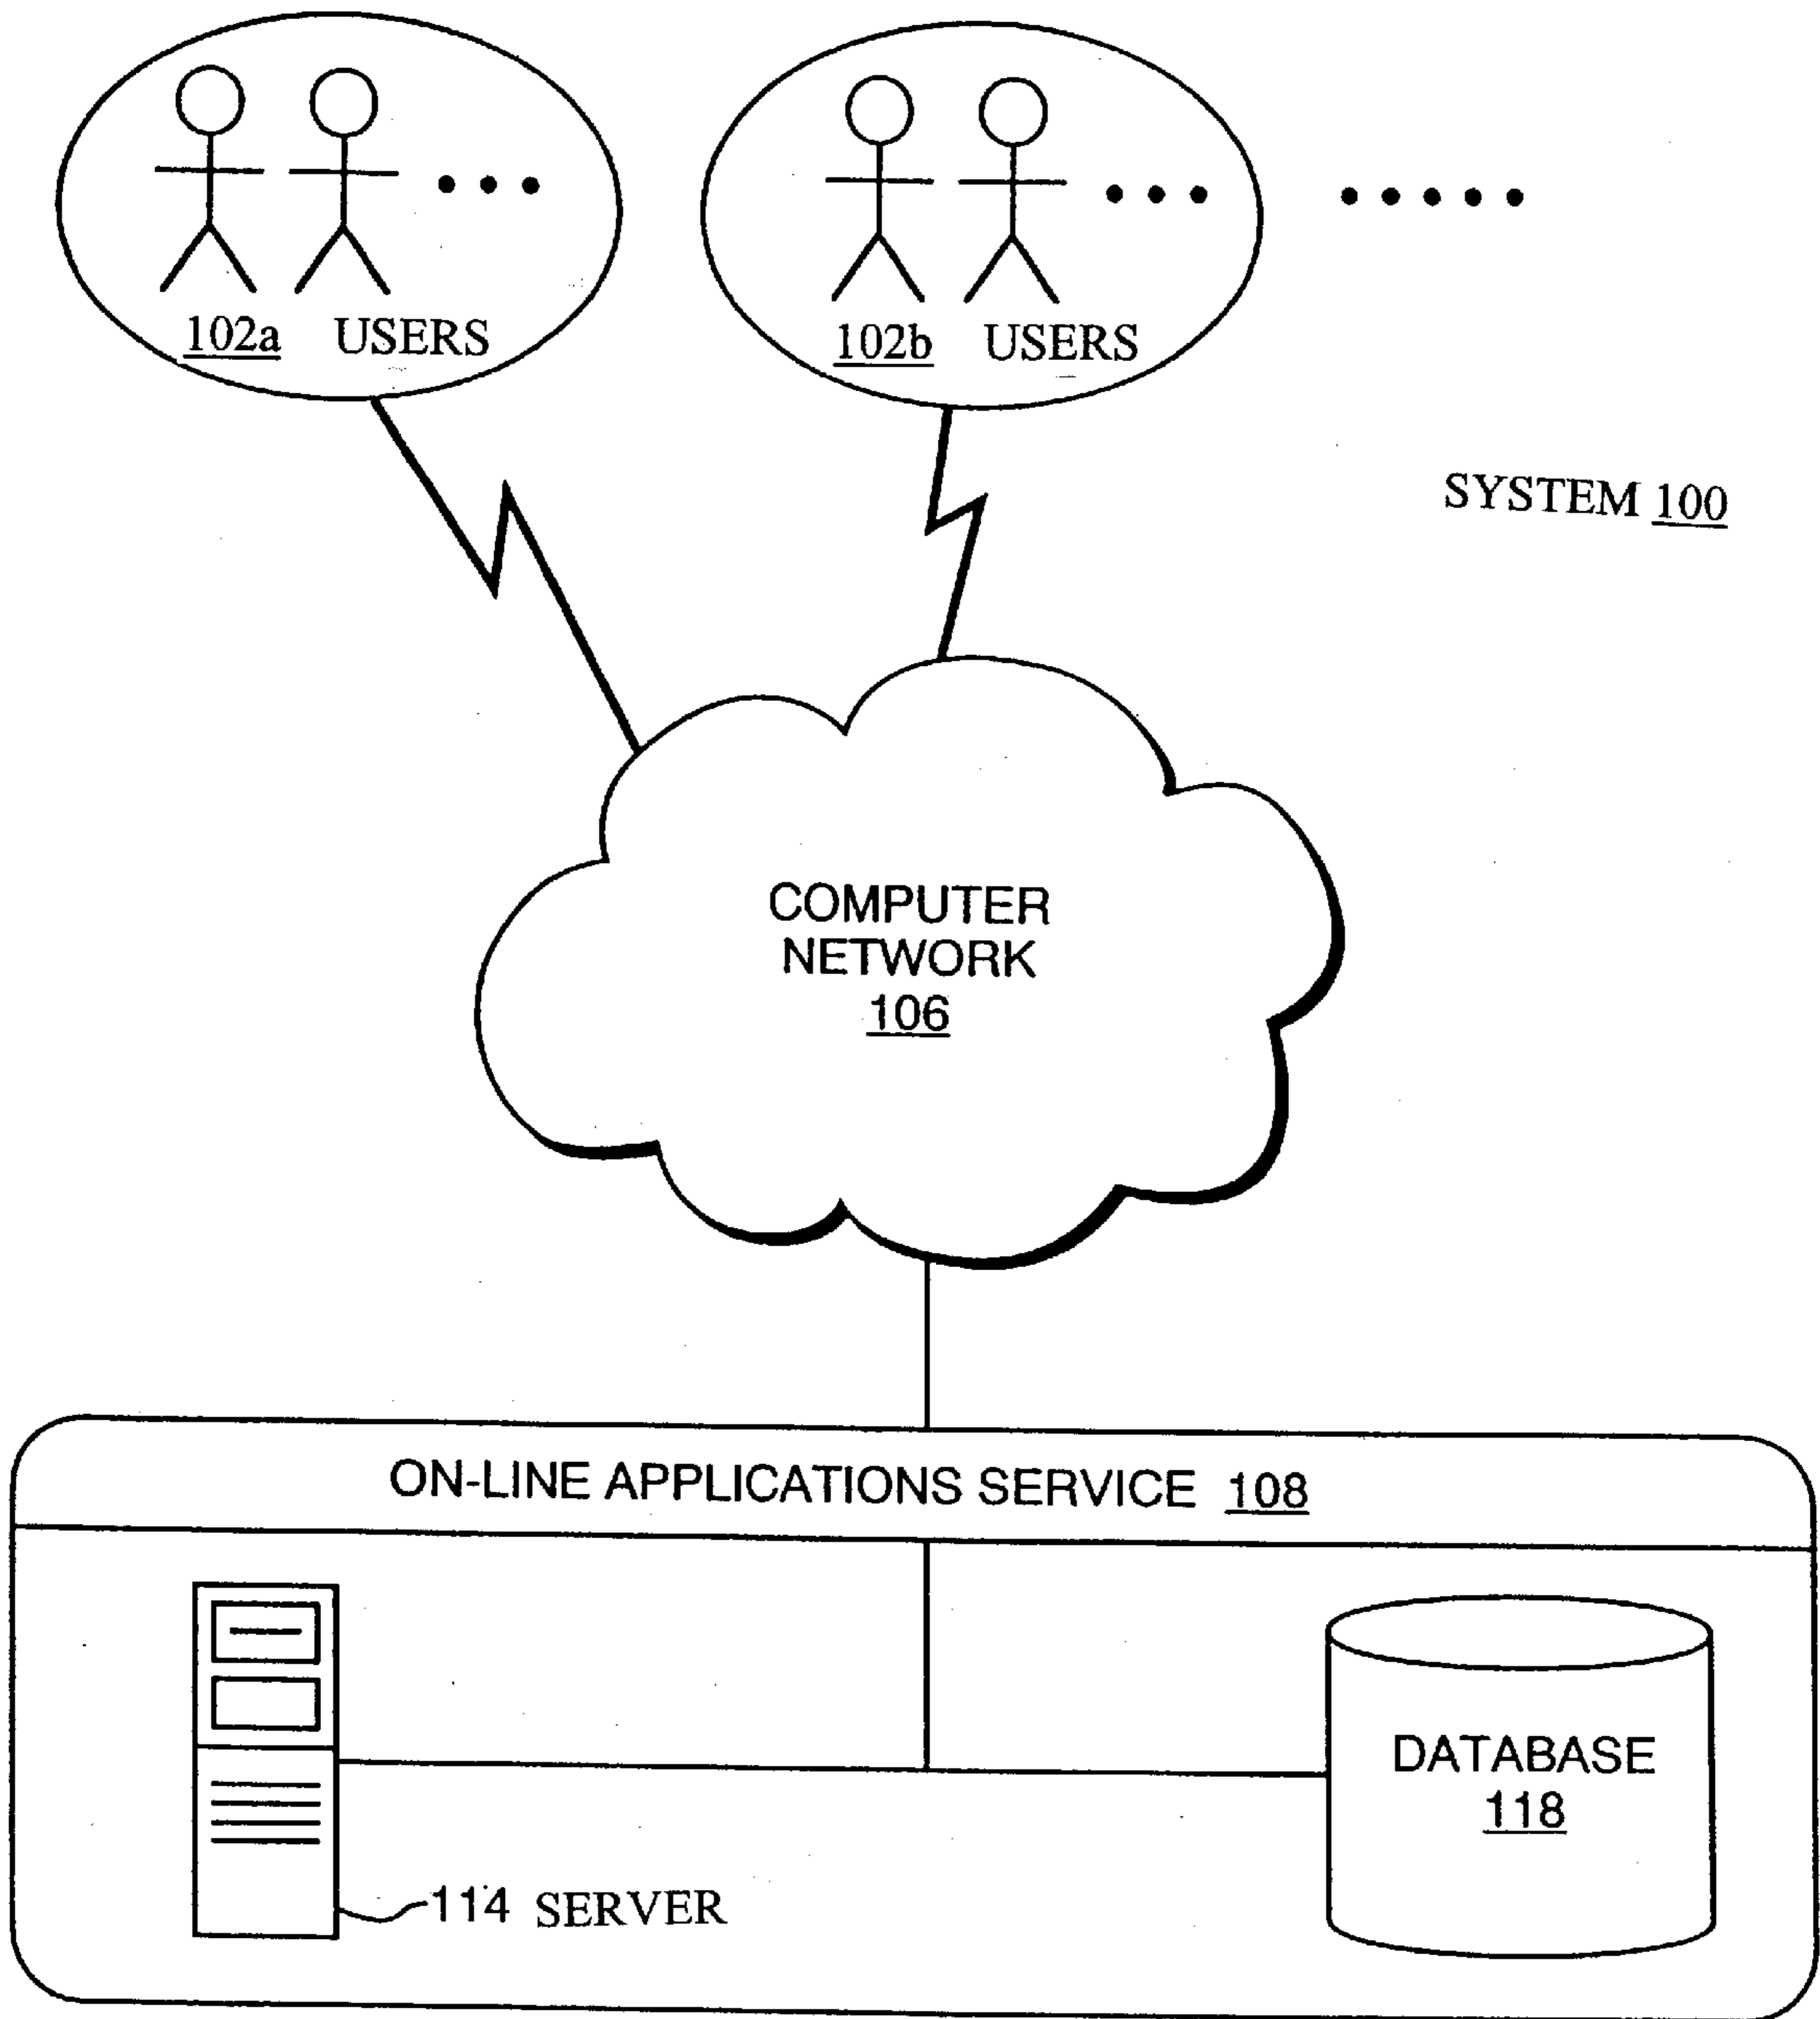 102a USERS
102b USERS
SYSTEM 100
COMPUTER
NETWORK
106
ON-LINE APPLICATIONS SERVICE 108
DATABASE
118
114 SERVER